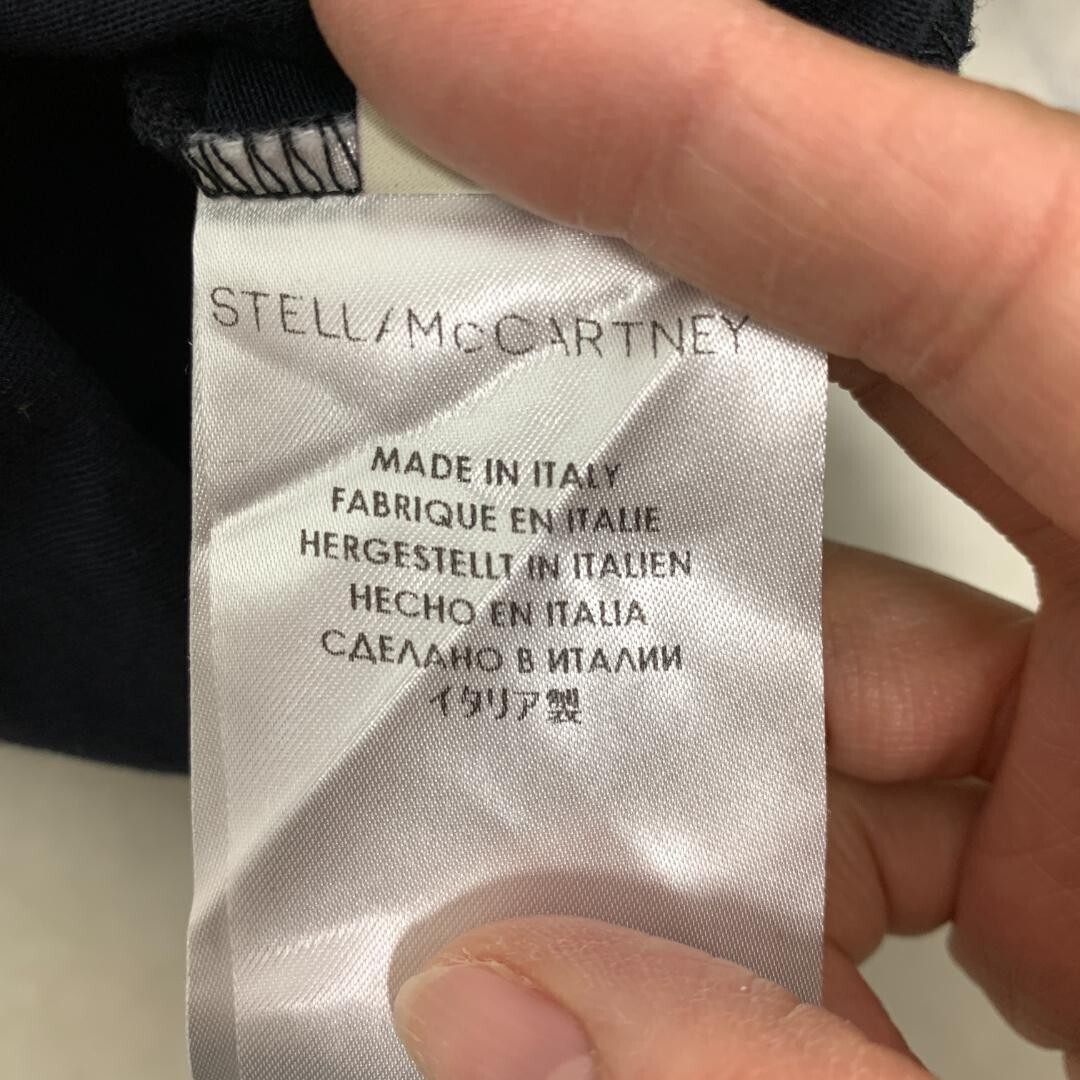 STELLA McCARTNEY
MADE IN ITALY
FABRIQUE EN ITALIE
HERGESTELLT IN ITALIEN
HECHO EN ITALIA
СДЕЛАНО В ИТАЛИИ
イタリア製